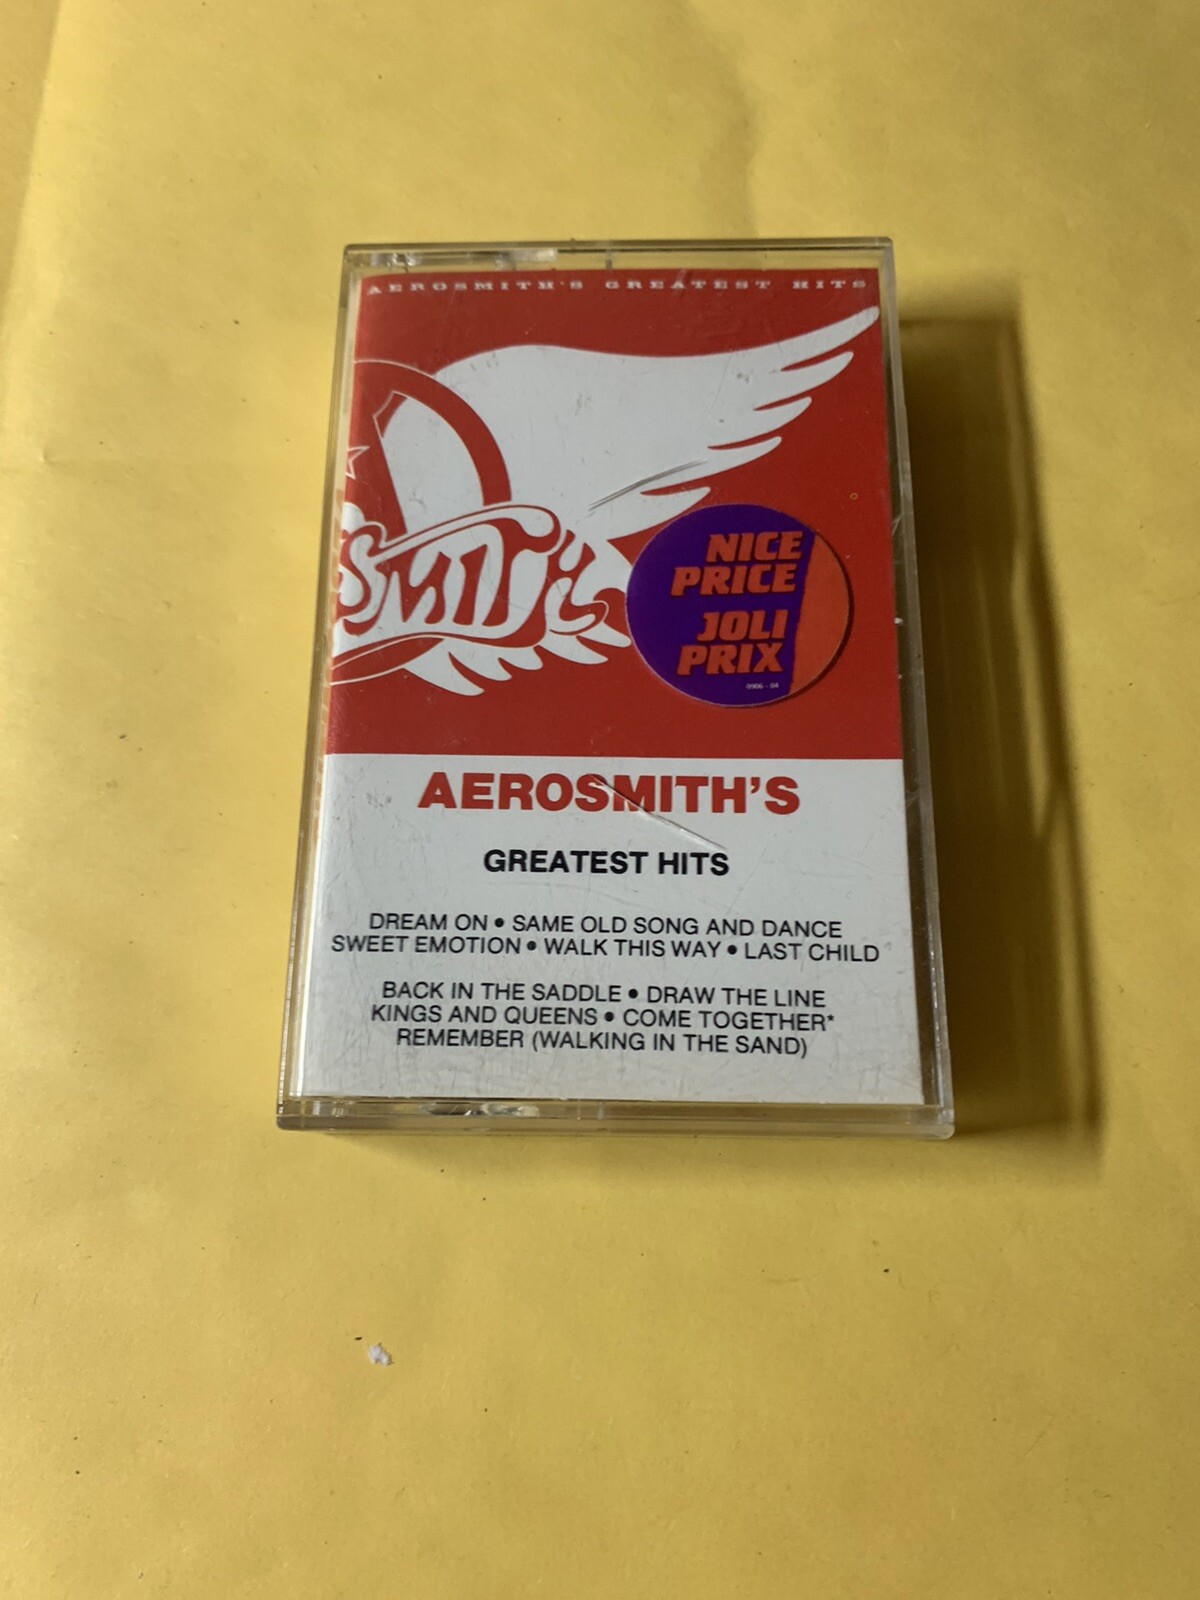 AEROSMITH'S GREATEST HITS
SMITH
NICE
PRICE
JOLI
PRIX
0906 - 04
AEROSMITH'S
GREATEST HITS
DREAM ON • SAME OLD SONG AND DANCE
SWEET EMOTION • WALK THIS WAY • LAST CHILD
BACK IN THE SADDLE • DRAW THE LINE
KINGS AND QUEENS • COME TOGETHER*
REMEMBER (WALKING IN THE SAND)